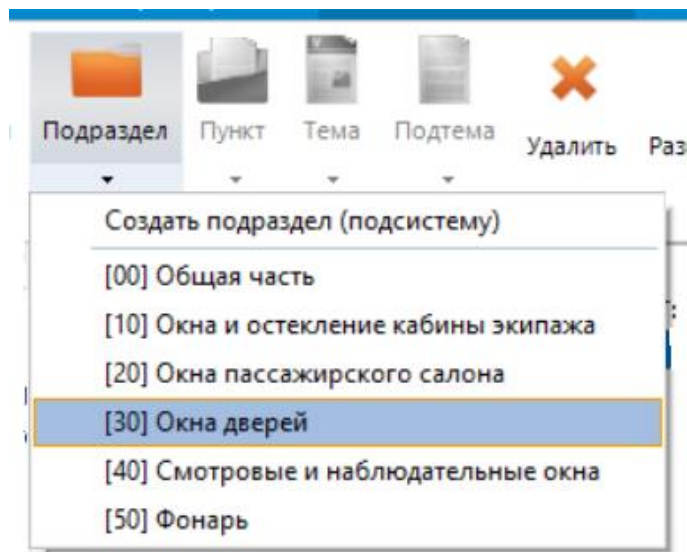 Подраздел Пункт Тема Подтема Удалить
Создать подраздел (подсистему)
[00] Общая часть
[10] Окна и остекление кабины экипажа
[20] Окна пассажирского салона
[30] Окна дверей
[40] Смотровые и наблюдательные окна
[50] Фонарь